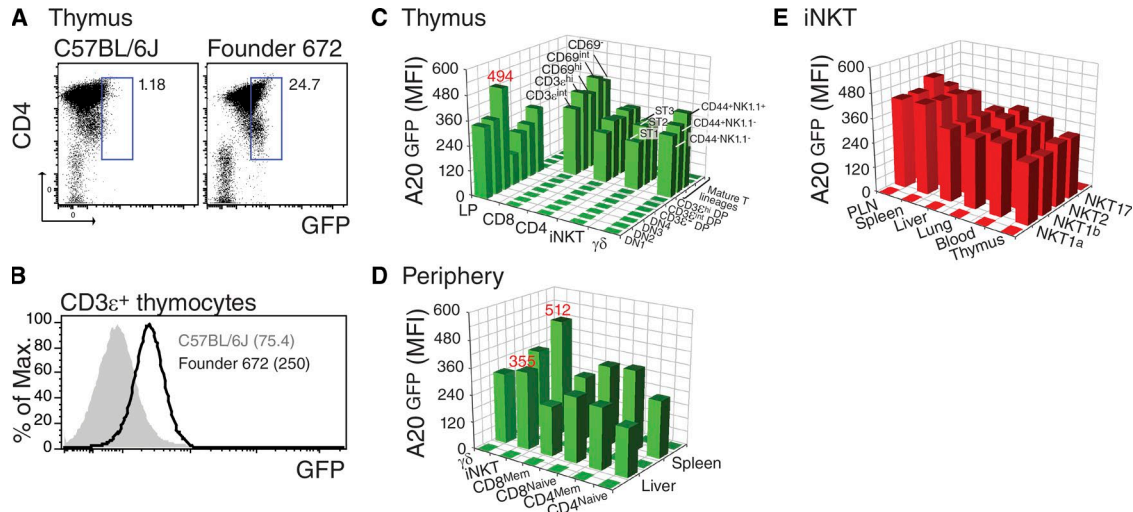 A Thymus
C57BL/6J
Founder 672
1.18
24.7
CD4
0
0
GFP
B CD3ε+ thymocytes
100
80
60
40
20
0
% of Max.
C57BL/6J (75.4)
Founder 672 (250)
GFP
C Thymus
A20 GFP (MFI)
600
480
360
240
120
0
494
CD69-
CD69int
CD69hi
CD3εhi
CD3εint
ST3
ST2
ST1
CD44+NK1.1+
CD44+NK1.1-
CD44-NK1.1-
LP
CD8
CD4
iNKT
γδ
Mature T
lineages
CD3εhi DP
CD3εint DP
CD3ε- DP
DN4
DN3
DN2
DN1
D Periphery
A20 GFP (MFI)
600
480
360
240
120
0
512
355
γδ
iNKT
CD8Mem
CD8Naive
CD4Mem
CD4Naive
Spleen
Liver
E iNKT
A20 GFP (MFI)
600
480
360
240
120
0
PLN
Spleen
Liver
Lung
Blood
Thymus
NKT17
NKT2
NKT1b
NKT1a